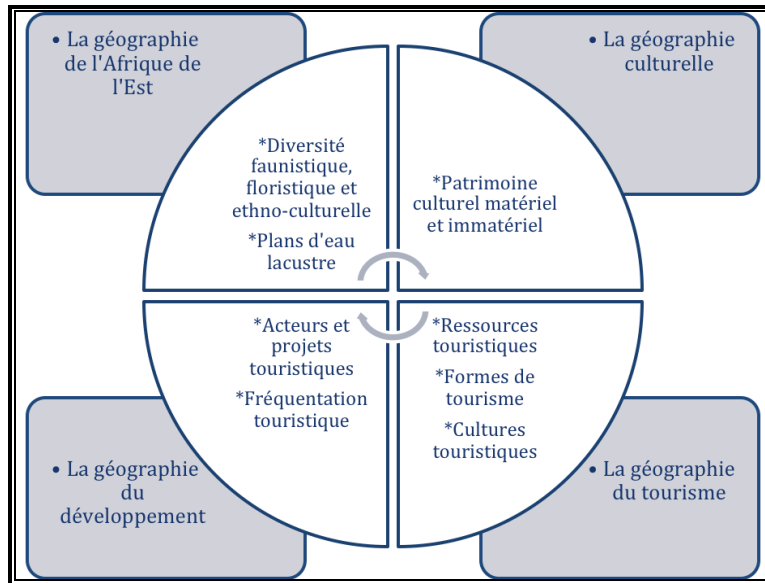 • La géographie
de l'Afrique de
l'Est
• La géographie
culturelle
*Diversité
faunistique,
floristique et
ethno-culturelle
*Plans d'eau
lacustre
*Patrimoine
culturel matériel
et immatériel
*Acteurs et
projets
touristiques
*Fréquentation
touristique
*Ressources
touristiques
*Formes de
tourisme
*Cultures
touristiques
• La géographie
du
développement
• La géographie
du tourisme